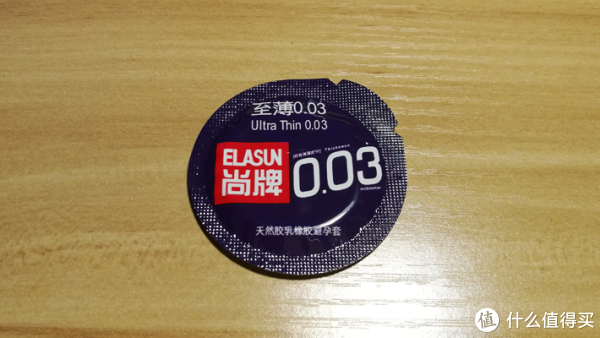 至薄0.03
Ultra Thin 0.03
ELASUN
尚牌
0.03
天然胶乳橡胶避孕套
值 什么值得买